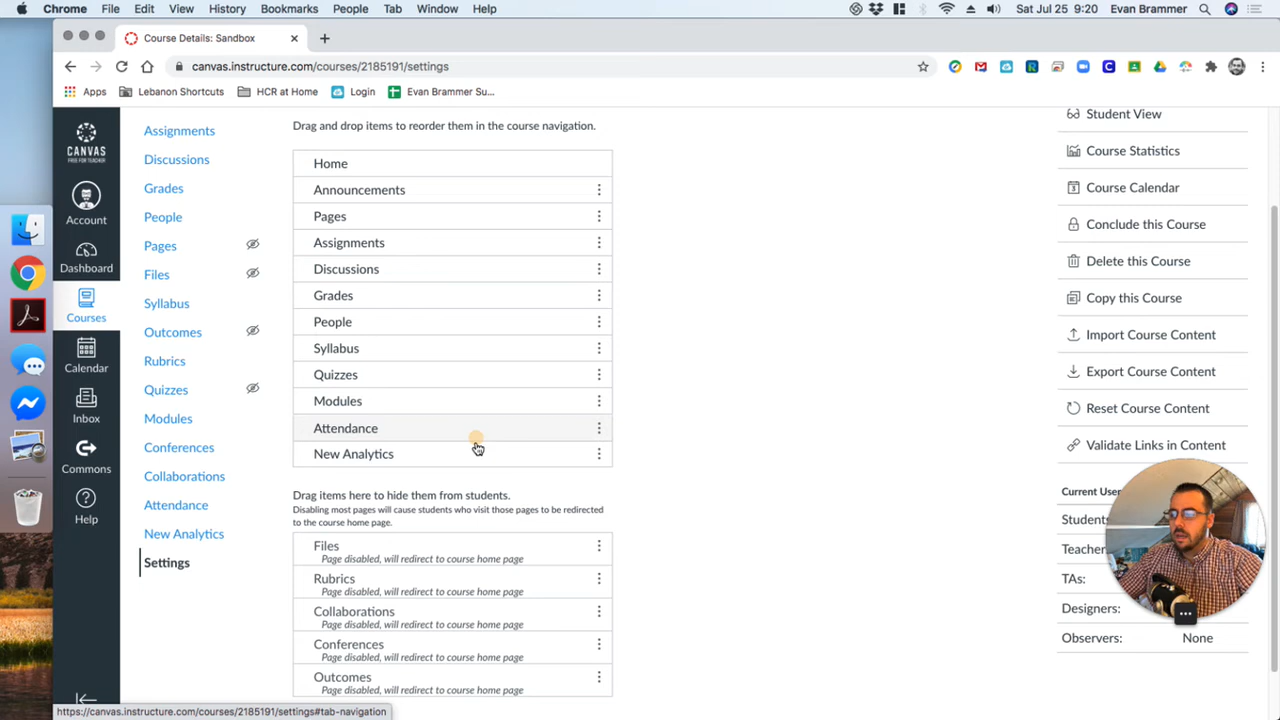 Chrome File Edit View History Bookmarks People Tab Window Help Sat Jul 25 9:20 Evan Brammer
Course Details: Sandbox
canvas.instructure.com/courses/2185191/settings
Apps Lebanon Shortcuts HCR at Home Login Evan Brammer Su...
CANVAS
FREE FOR TEACHER
Account
Dashboard
Courses
Calendar
Inbox
Commons
Help
Assignments
Discussions
Grades
People
Pages
Files
Syllabus
Outcomes
Rubrics
Quizzes
Modules
Conferences
Collaborations
Attendance
New Analytics
Settings
Drag and drop items to reorder them in the course navigation.
Home
Announcements
Pages
Assignments
Discussions
Grades
People
Syllabus
Quizzes
Modules
Attendance
New Analytics
Drag items here to hide them from students.
Disabling most pages will cause students who visit those pages to be redirected
to the course home page.
Files
Page disabled, will redirect to course home page
Rubrics
Page disabled, will redirect to course home page
Collaborations
Page disabled, will redirect to course home page
Conferences
Page disabled, will redirect to course home page
Outcomes
Page disabled, will redirect to course home page
Student View
Course Statistics
Course Calendar
Conclude this Course
Delete this Course
Copy this Course
Import Course Content
Export Course Content
Reset Course Content
Validate Links in Content
Current User
Students
Teacher
TAs:
Designers:
Observers: None
https://canvas.instructure.com/courses/2185191/settings#tab-navigation